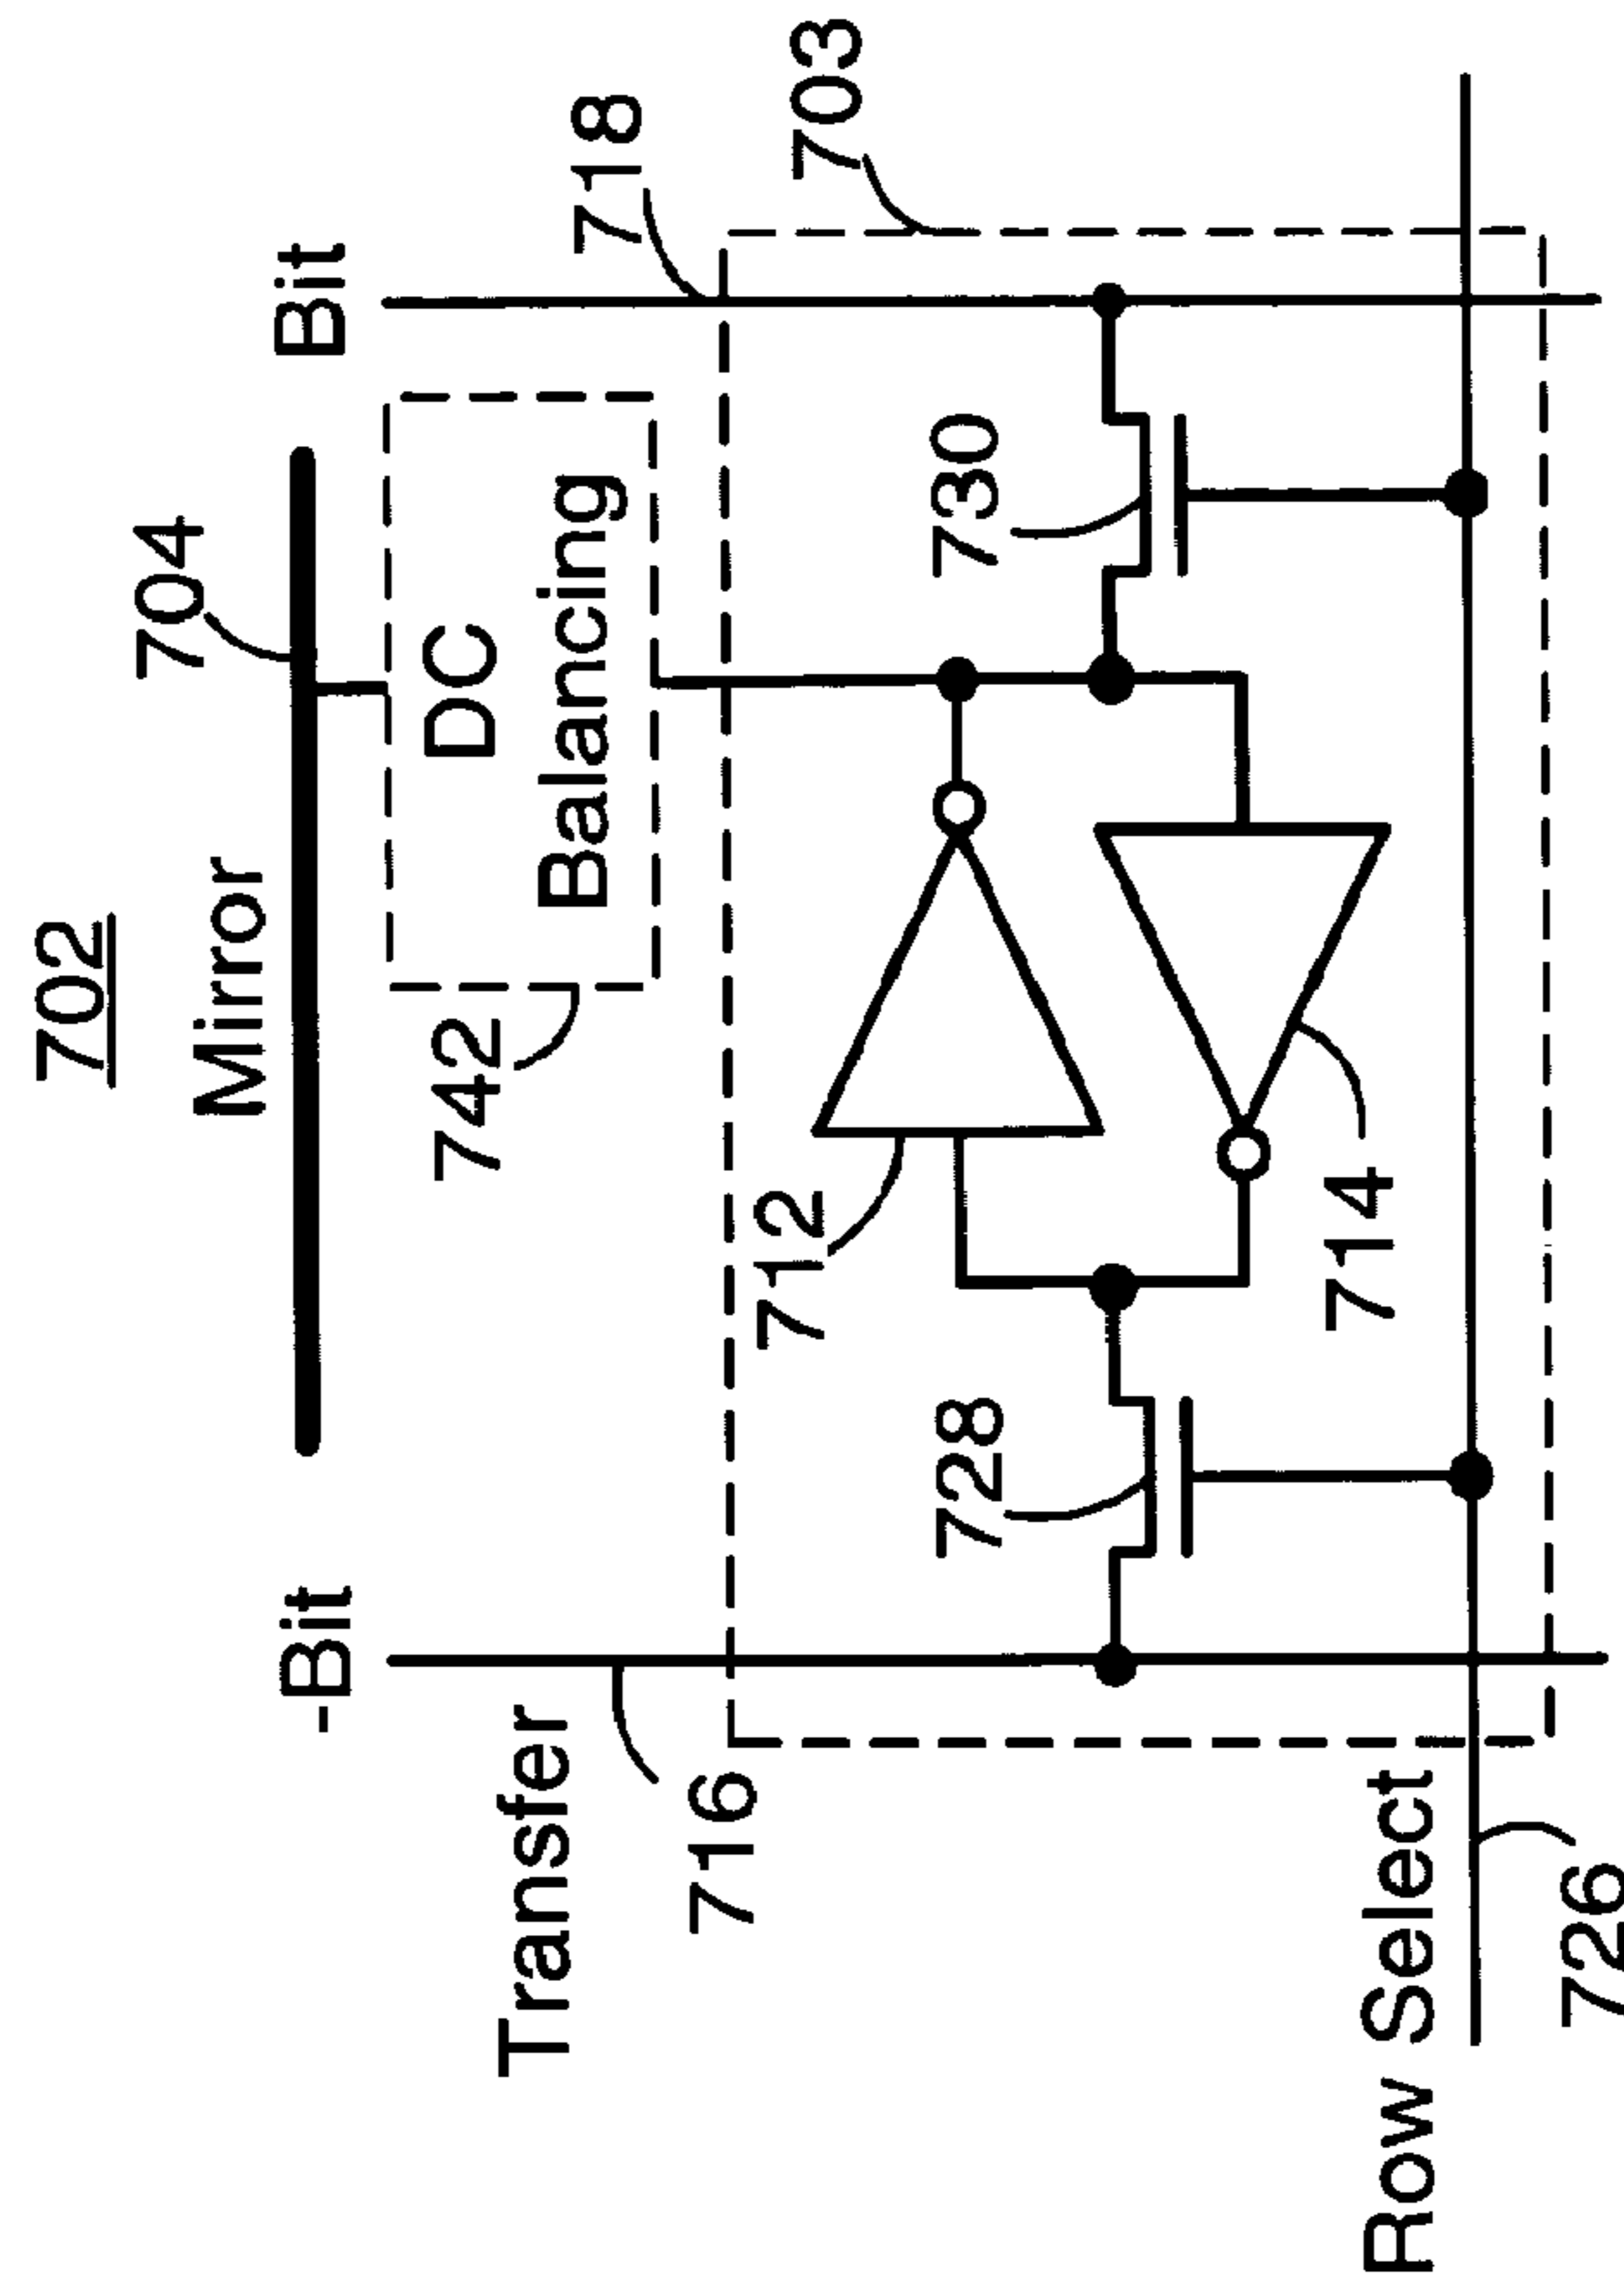 702
Mirror
704
-Bit
Bit
Transfer
716
742
DC
Balancing
718
703
712
728
730
714
Row Select
726